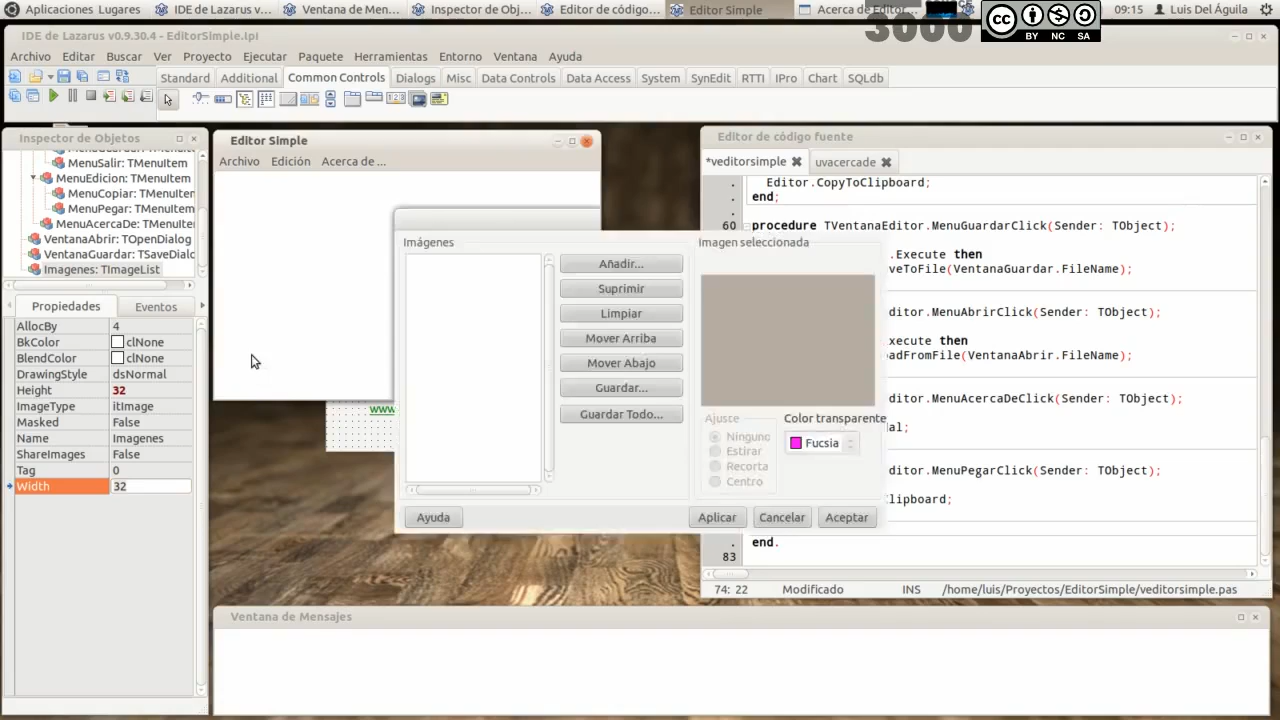 Aplicaciones Lugares
IDE de Lazarus v...
Ventana de Men...
Inspector de Obj...
Editor de código...
Editor Simple
Acerca de Editor...
3000
BY NC SA
09:15
Luis Del Águila
IDE de Lazarus v0.9.30.4 - EditorSimple.lpi
Archivo Editar Buscar Ver Proyecto Ejecutar Paquete Herramientas Entorno Ventana Ayuda
Standard Additional Common Controls Dialogs Misc Data Controls Data Access System SynEdit RTTI IPro Chart SQLdb
Inspector de Objetos
MenuSalir: TMenuItem
MenuEdicion: TMenuItem
MenuCopiar: TMenuIten
MenuPegar: TMenuItem
MenuAcercaDe: TMenuIten
VentanaAbrir: TOpenDialog
VentanaGuardar: TSaveDialo
Imagenes: TImageList
Propiedades Eventos
AllocBy 4
BkColor clNone
BlendColor clNone
DrawingStyle dsNormal
Height 32
ImageType itImage
Masked False
Name Imagenes
ShareImages False
Tag 0
Width 32
Editor Simple
Archivo Edición Acerca de ...
www
Imágenes
Añadir...
Suprimir
Limpiar
Mover Arriba
Mover Abajo
Guardar...
Guardar Todo...
Imagen seleccionada
Ajuste
Ninguno
Estirar
Recorta
Centro
Color transparente
Fucsia
Ayuda Aplicar Cancelar Aceptar
Editor de código fuente
*veditorsimple uvacercade
. Editor.CopyToClipboard;
. end;
.
60 procedure TVentanaEditor.MenuGuardarClick(Sender: TObject);
.Execute then
veToFile(VentanaGuardar.FileName);
ditor.MenuAbrirClick(Sender: TObject);
xecute then
adFromFile(VentanaAbrir.FileName);
ditor.MenuAcercaDeClick(Sender: TObject);
al;
ditor.MenuPegarClick(Sender: TObject);
lipboard;
. end.
83
74: 22 Modificado INS /home/luis/Proyectos/EditorSimple/veditorsimple.pas
Ventana de Mensajes